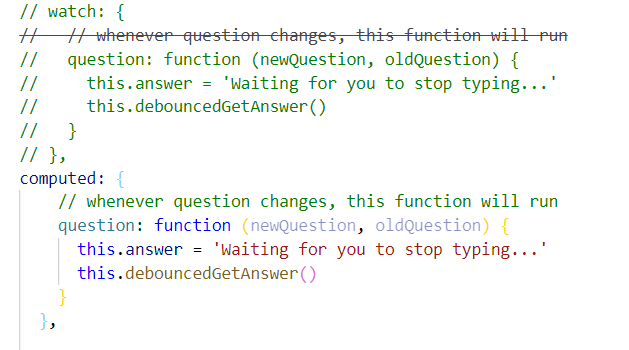 // watch: {
//   // whenever question changes, this function will run
//   question: function (newQuestion, oldQuestion) {
//     this.answer = 'Waiting for you to stop typing...'
//     this.debouncedGetAnswer()
//   }
// },
computed: {
    // whenever question changes, this function will run
    question: function (newQuestion, oldQuestion) {
      this.answer = 'Waiting for you to stop typing...'
      this.debouncedGetAnswer()
    }
  },